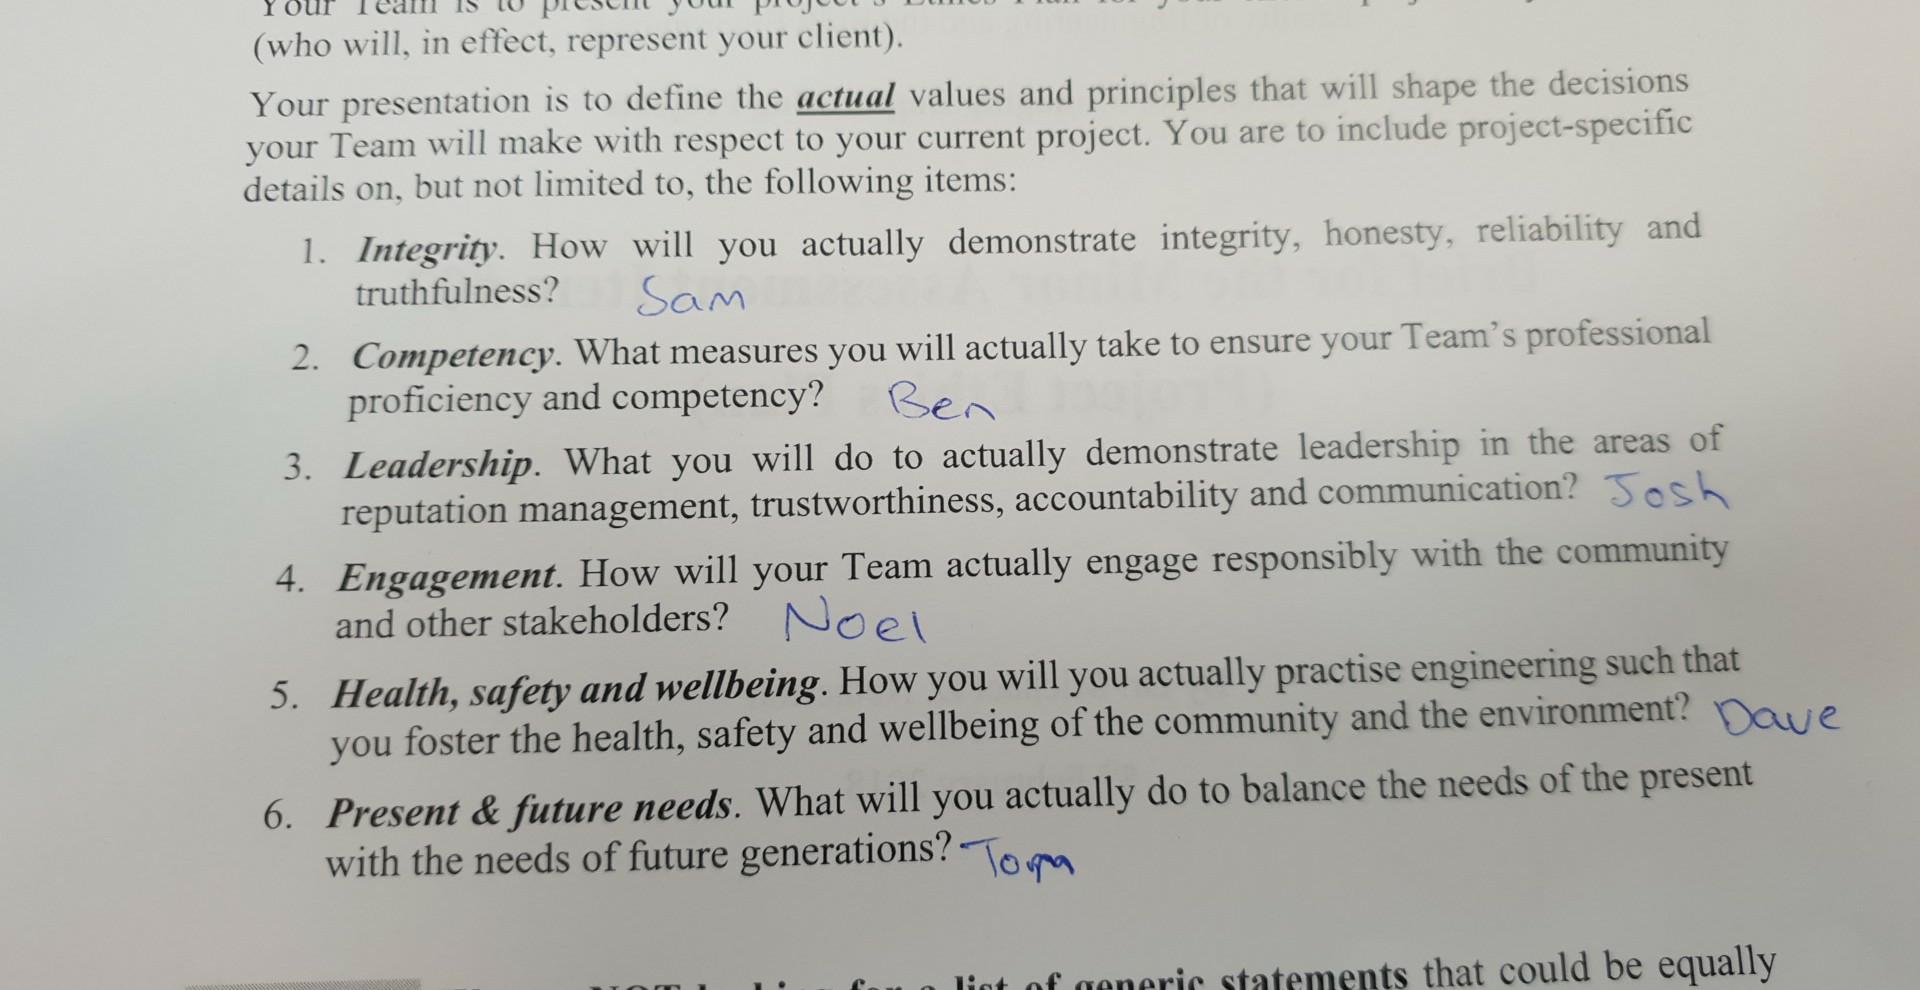 Your Team is to present your project's Ethics Plan for your
(who will, in effect, represent your client).
Your presentation is to define the actual values and principles that will shape the decisions
your Team will make with respect to your current project. You are to include project-specific
details on, but not limited to, the following items:
1. Integrity. How will you actually demonstrate integrity, honesty, reliability and
truthfulness? Sam
2. Competency. What measures you will actually take to ensure your Team's professional
proficiency and competency? Ben
3. Leadership. What you will do to actually demonstrate leadership in the areas of
reputation management, trustworthiness, accountability and communication? Josh
4. Engagement. How will your Team actually engage responsibly with the community
and other stakeholders? Noel
5. Health, safety and wellbeing. How you will you actually practise engineering such that
you foster the health, safety and wellbeing of the community and the environment? Dave
6. Present & future needs. What will you actually do to balance the needs of the present
with the needs of future generations? Tom
list of generic statements that could be equally